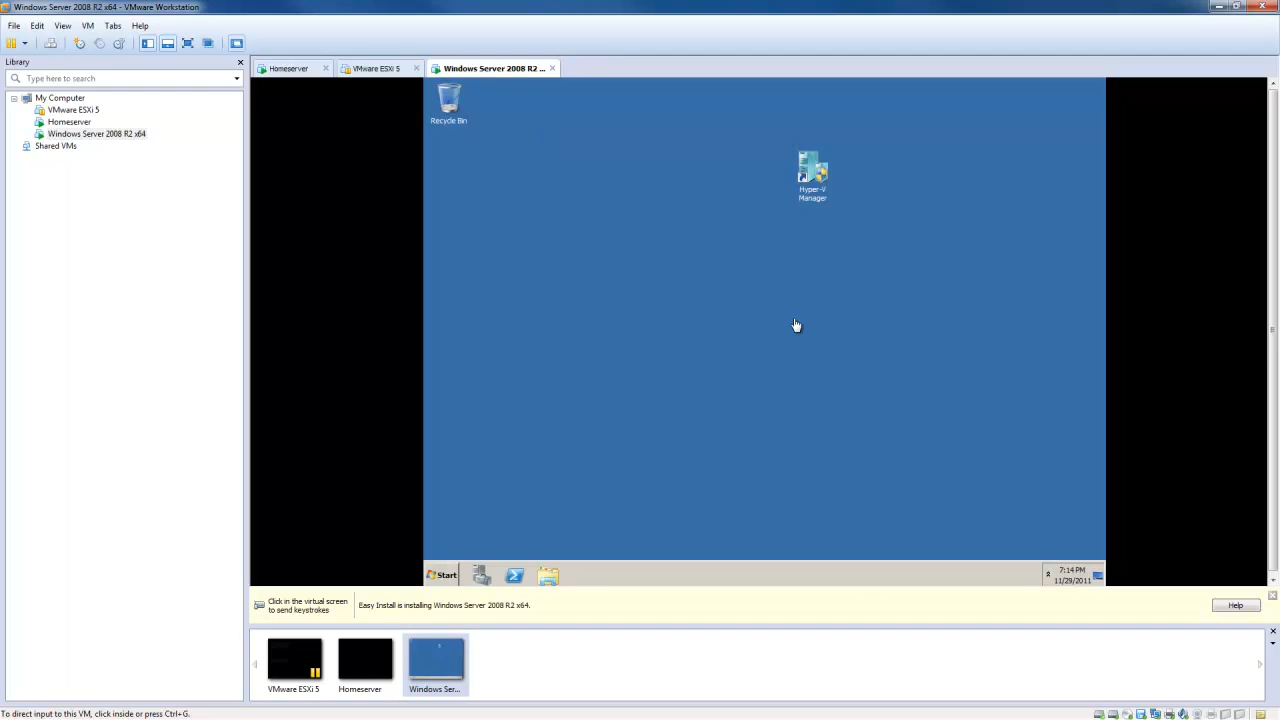 Windows Server 2008 R2 x64 - VMware Workstation
File Edit View VM Tabs Help
Library
Type here to search
My Computer
VMware ESXi 5
Homeserver
Windows Server 2008 R2 x64
Shared VMs
Homeserver VMware ESXi 5 Windows Server 2008 R2 ...
Recycle Bin
Hyper-V
Manager
Start
7:14 PM
11/29/2011
Click in the virtual screen
to send keystrokes
Easy Install is installing Windows Server 2008 R2 x64.
Help
VMware ESXi 5 Homeserver Windows Ser...
To direct input to this VM, click inside or press Ctrl+G.